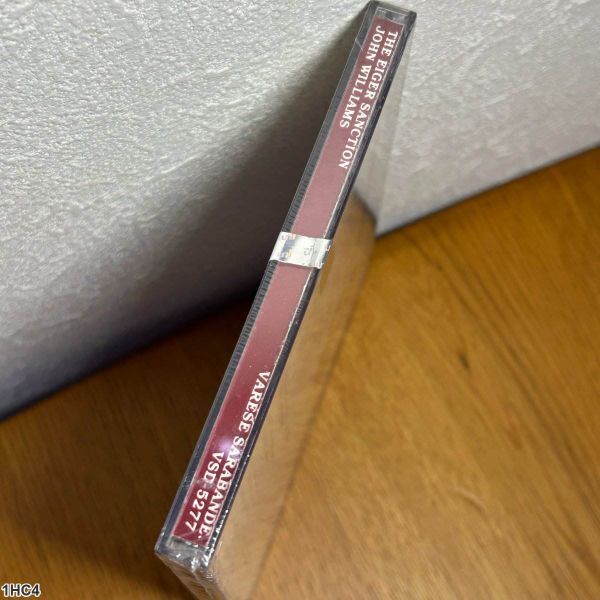 THE EIGER SANCTION
JOHN WILLIAMS
VARESE SARABANDE
VSD-5277
1HC4